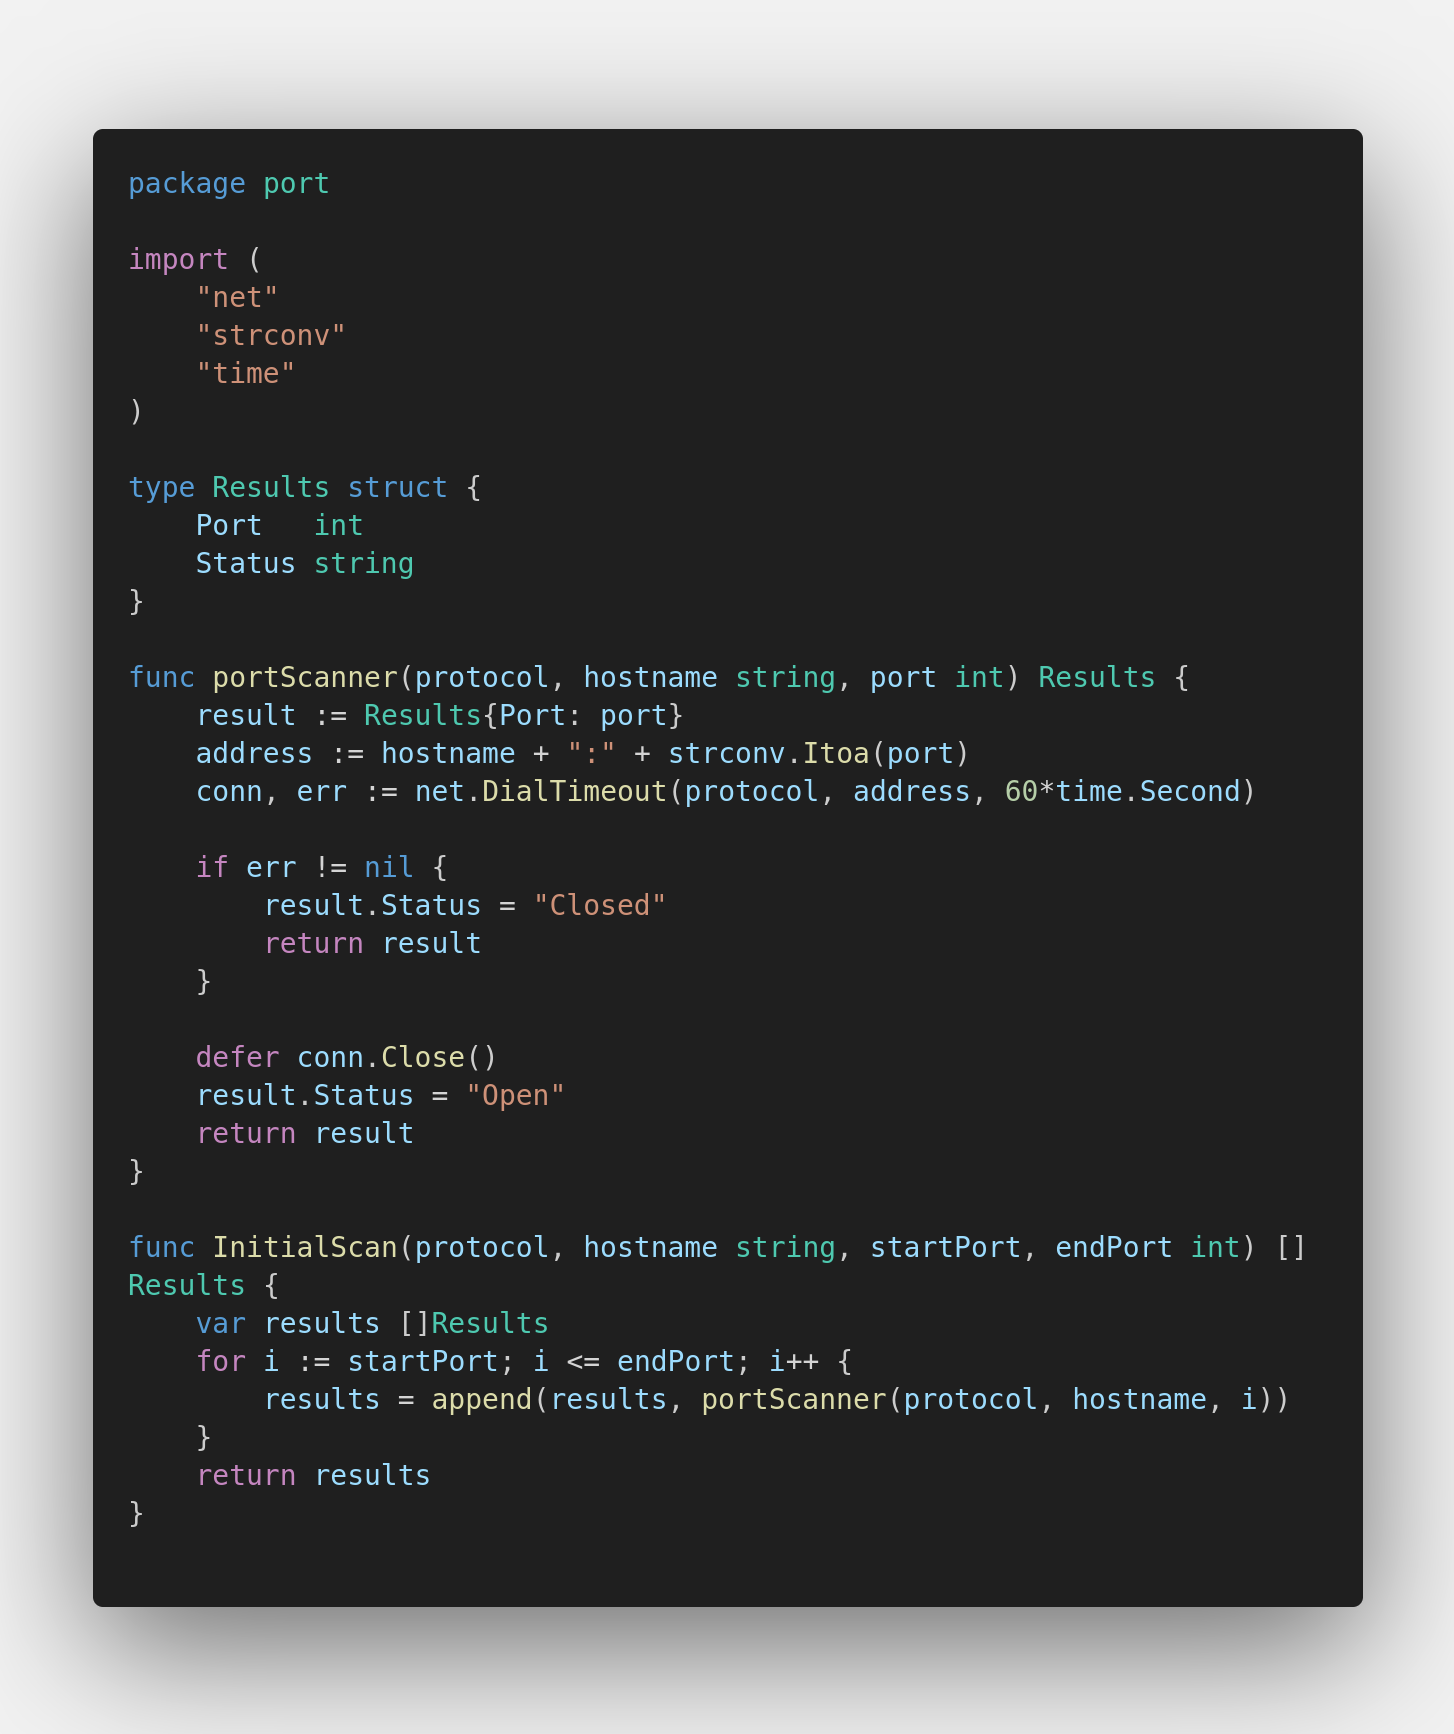 package port

import (
    "net"
    "strconv"
    "time"
)

type Results struct {
    Port   int
    Status string
}

func portScanner(protocol, hostname string, port int) Results {
    result := Results{Port: port}
    address := hostname + ":" + strconv.Itoa(port)
    conn, err := net.DialTimeout(protocol, address, 60*time.Second)

    if err != nil {
        result.Status = "Closed"
        return result
    }

    defer conn.Close()
    result.Status = "Open"
    return result
}

func InitialScan(protocol, hostname string, startPort, endPort int) []
Results {
    var results []Results
    for i := startPort; i <= endPort; i++ {
        results = append(results, portScanner(protocol, hostname, i))
    }
    return results
}